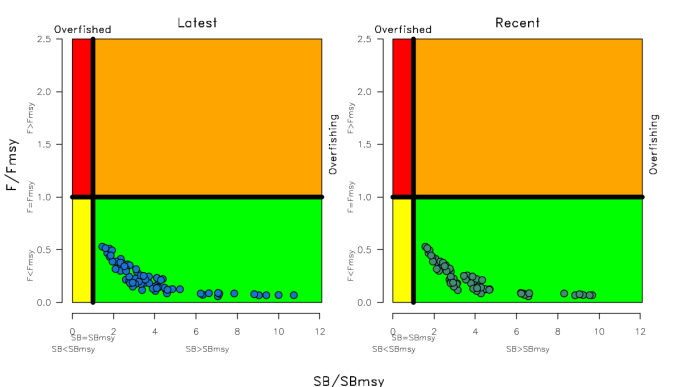 Latest
Recent
Overfished
Overfished
2.5
2.0
1.5
1.0
0.5
0.0
F>Fmsy
F=Fmsy
F<Fmsy
F/Fmsy
Overfishing
2.5
2.0
1.5
1.0
0.5
0.0
F>Fmsy
F=Fmsy
F<Fmsy
Overfishing
0 2 4 6 8 10 12
SB=SBmsy
SB<SBmsy SB>SBmsy
0 2 4 6 8 10 12
SB=SBmsy
SB<SBmsy SB>SBmsy
SB/SBmsy